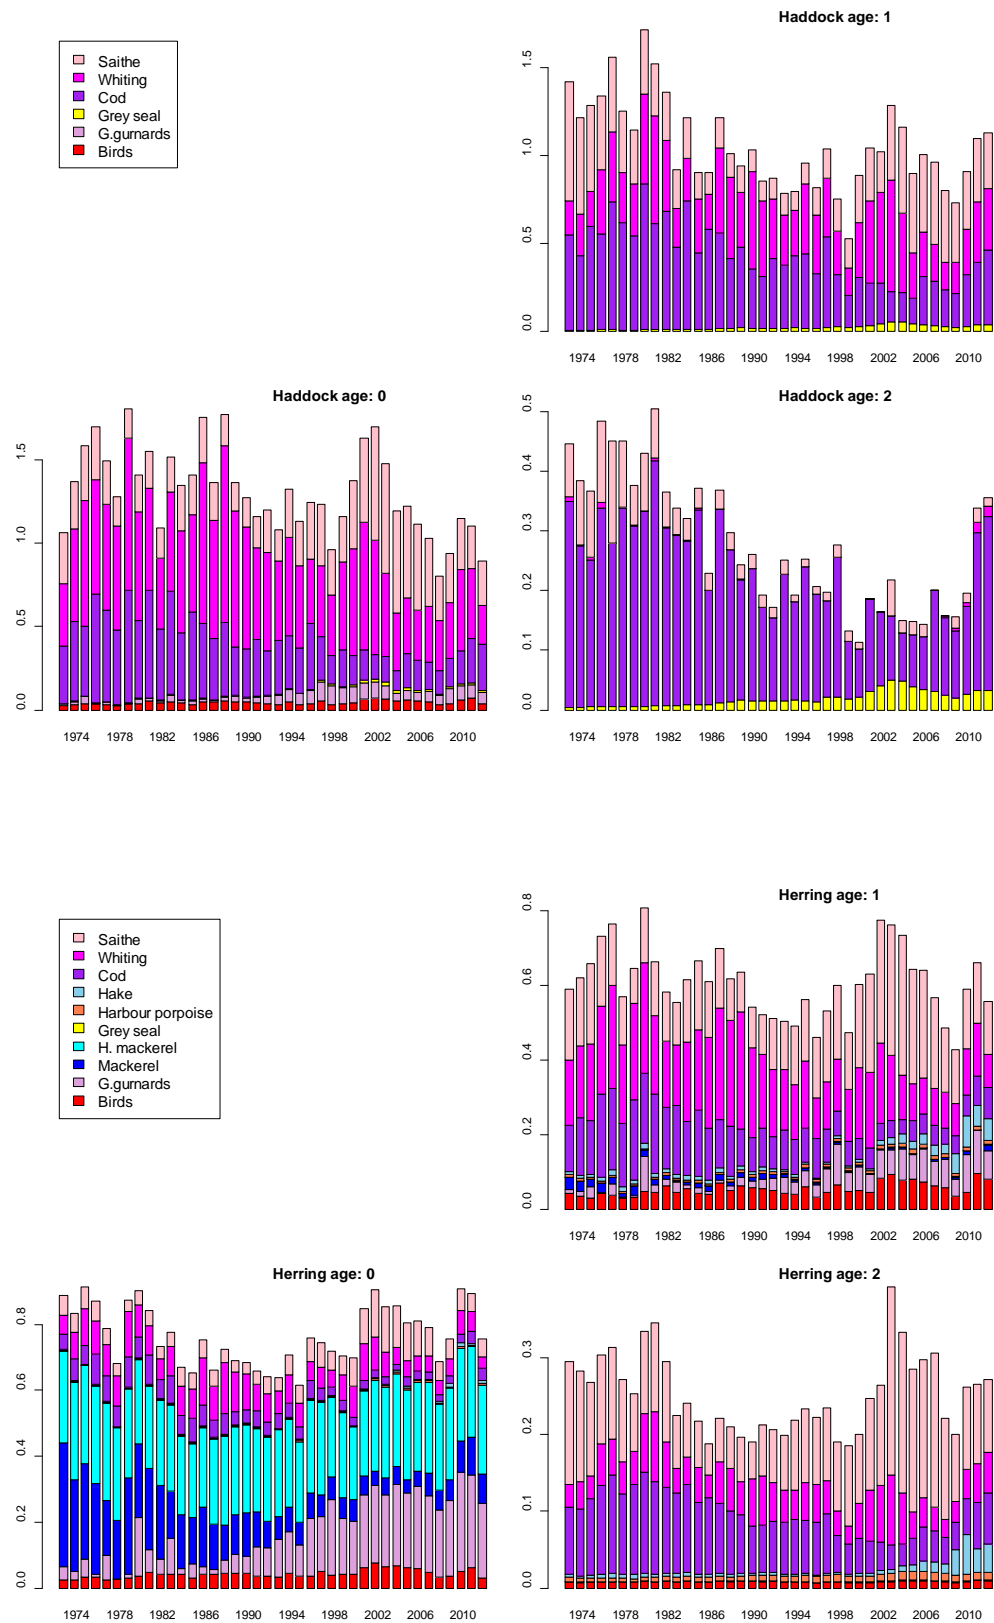 Haddock age: 1
Saithe
Whiting
Cod
Grey seal
G.gurnards
Birds
0.0 0.5 1.0 1.5
1974 1978 1982 1986 1990 1994 1998 2002 2006 2010
Haddock age: 0
0.0 0.5 1.0 1.5
1974 1978 1982 1986 1990 1994 1998 2002 2006 2010
Haddock age: 2
0.0 0.1 0.2 0.3 0.4 0.5
1974 1978 1982 1986 1990 1994 1998 2002 2006 2010
Herring age: 1
Saithe
Whiting
Cod
Hake
Harbour porpoise
Grey seal
H. mackerel
Mackerel
G.gurnards
Birds
0.0 0.2 0.4 0.6 0.8
1974 1978 1982 1986 1990 1994 1998 2002 2006 2010
Herring age: 0
0.0 0.2 0.4 0.6 0.8
1974 1978 1982 1986 1990 1994 1998 2002 2006 2010
Herring age: 2
0.0 0.1 0.2 0.3
1974 1978 1982 1986 1990 1994 1998 2002 2006 2010